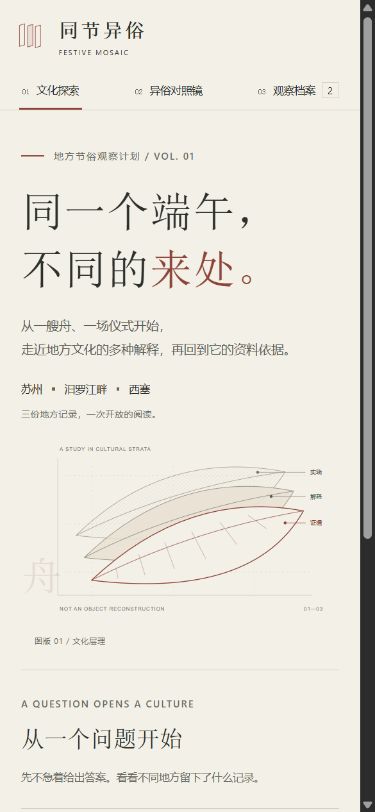 同节异俗
FESTIVE MOSAIC
01 文化探索
02 异俗对照镜
03 观察档案 2
地方节俗观察计划 / VOL. 01
同一个端午，
不同的来处。
从一艘舟、一场仪式开始，
走近地方文化的多种解释，再回到它的资料依据。
苏州 ▪ 汨罗江畔 ▪ 西塞
三份地方记录，一次开放的阅读。
A STUDY IN CULTURAL STRATA
实物
解释
证据
舟
NOT AN OBJECT RECONSTRUCTION
01—03
图版 01 / 文化层理
A QUESTION OPENS A CULTURE
从一个问题开始
先不急着给出答案。看看不同地方留下了什么记录。